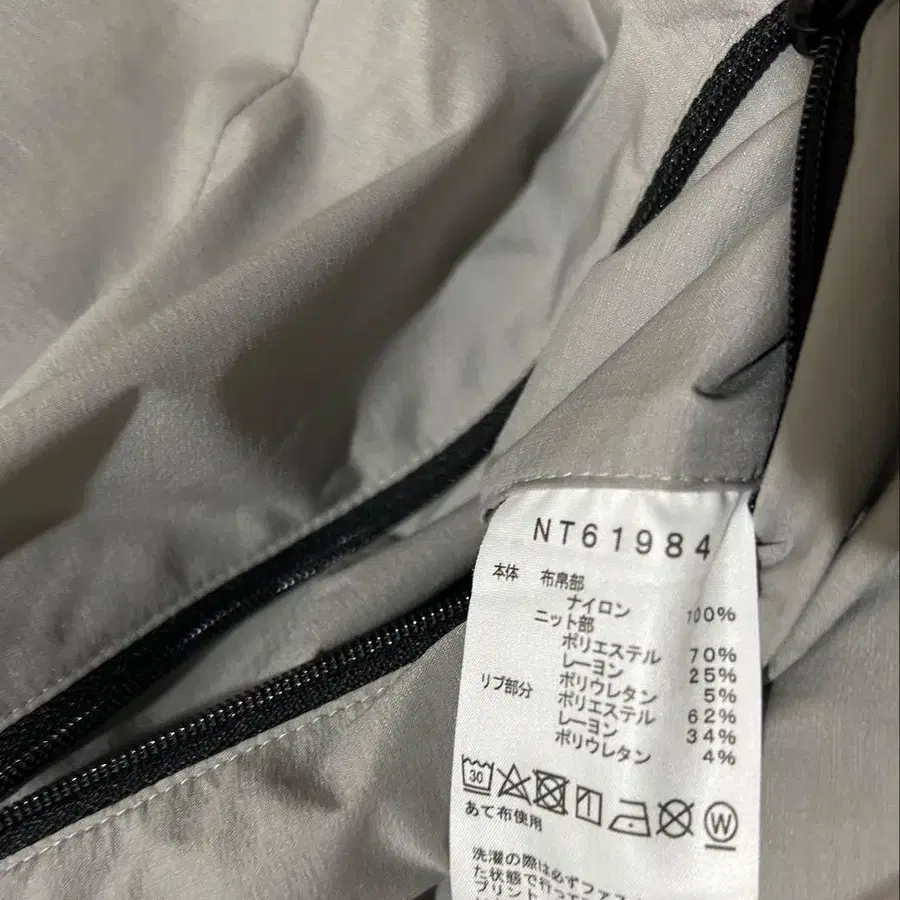 NT61984
本体 布帛部
ナイロン 100%
ニット部
ポリエステル 70%
レーヨン 25%
ポリウレタン 5%
リブ部分 ポリエステル 62%
レーヨン 34%
ポリウレタン 4%
30 W
あて布使用
洗濯の際は必ずファス
た状態で行っ
プリント